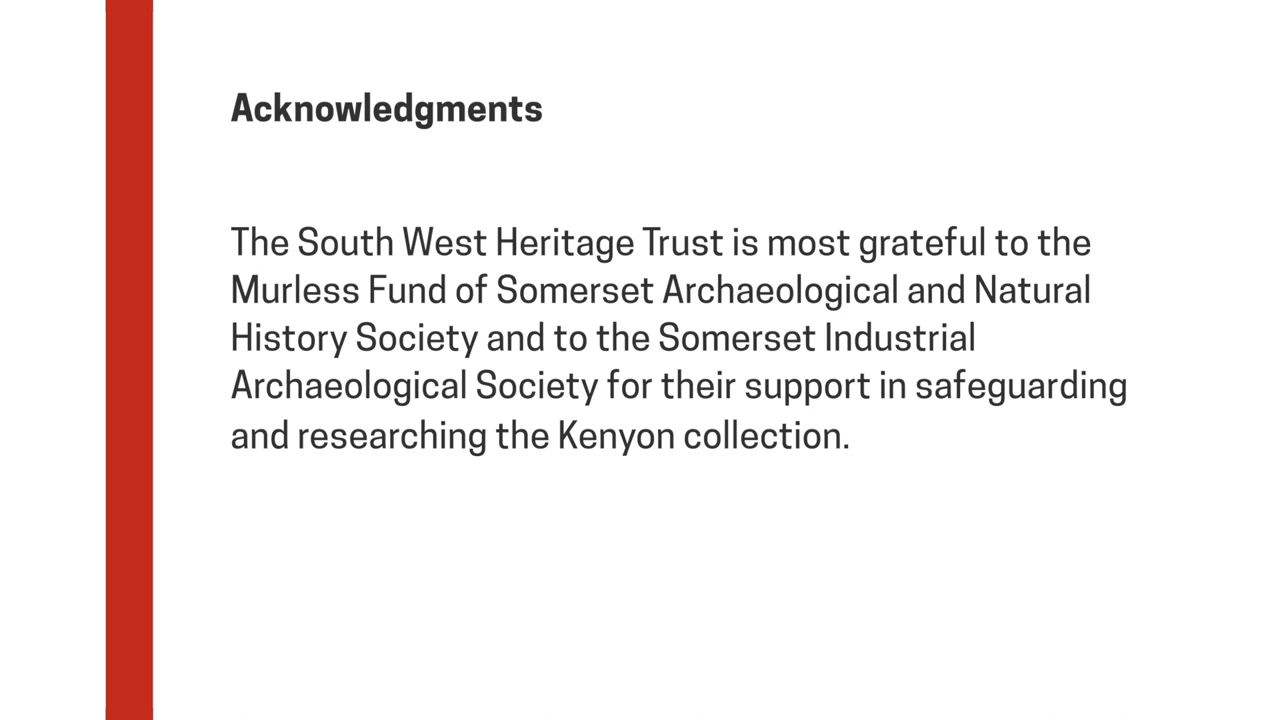 Acknowledgments
The South West Heritage Trust is most grateful to the
Murless Fund of Somerset Archaeological and Natural
History Society and to the Somerset Industrial
Archaeological Society for their support in safeguarding
and researching the Kenyon collection.